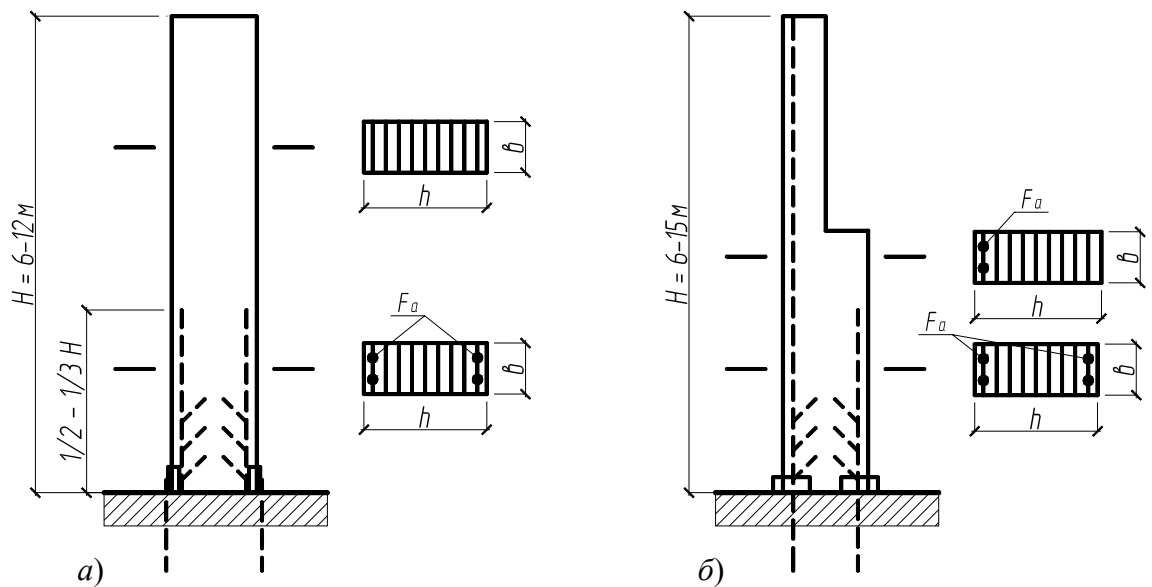 H = 6-12м
1/2 - 1/3 H
в
h
Fa
в
h
а)
H = 6-15м
Fa
в
h
Fa
в
h
б)